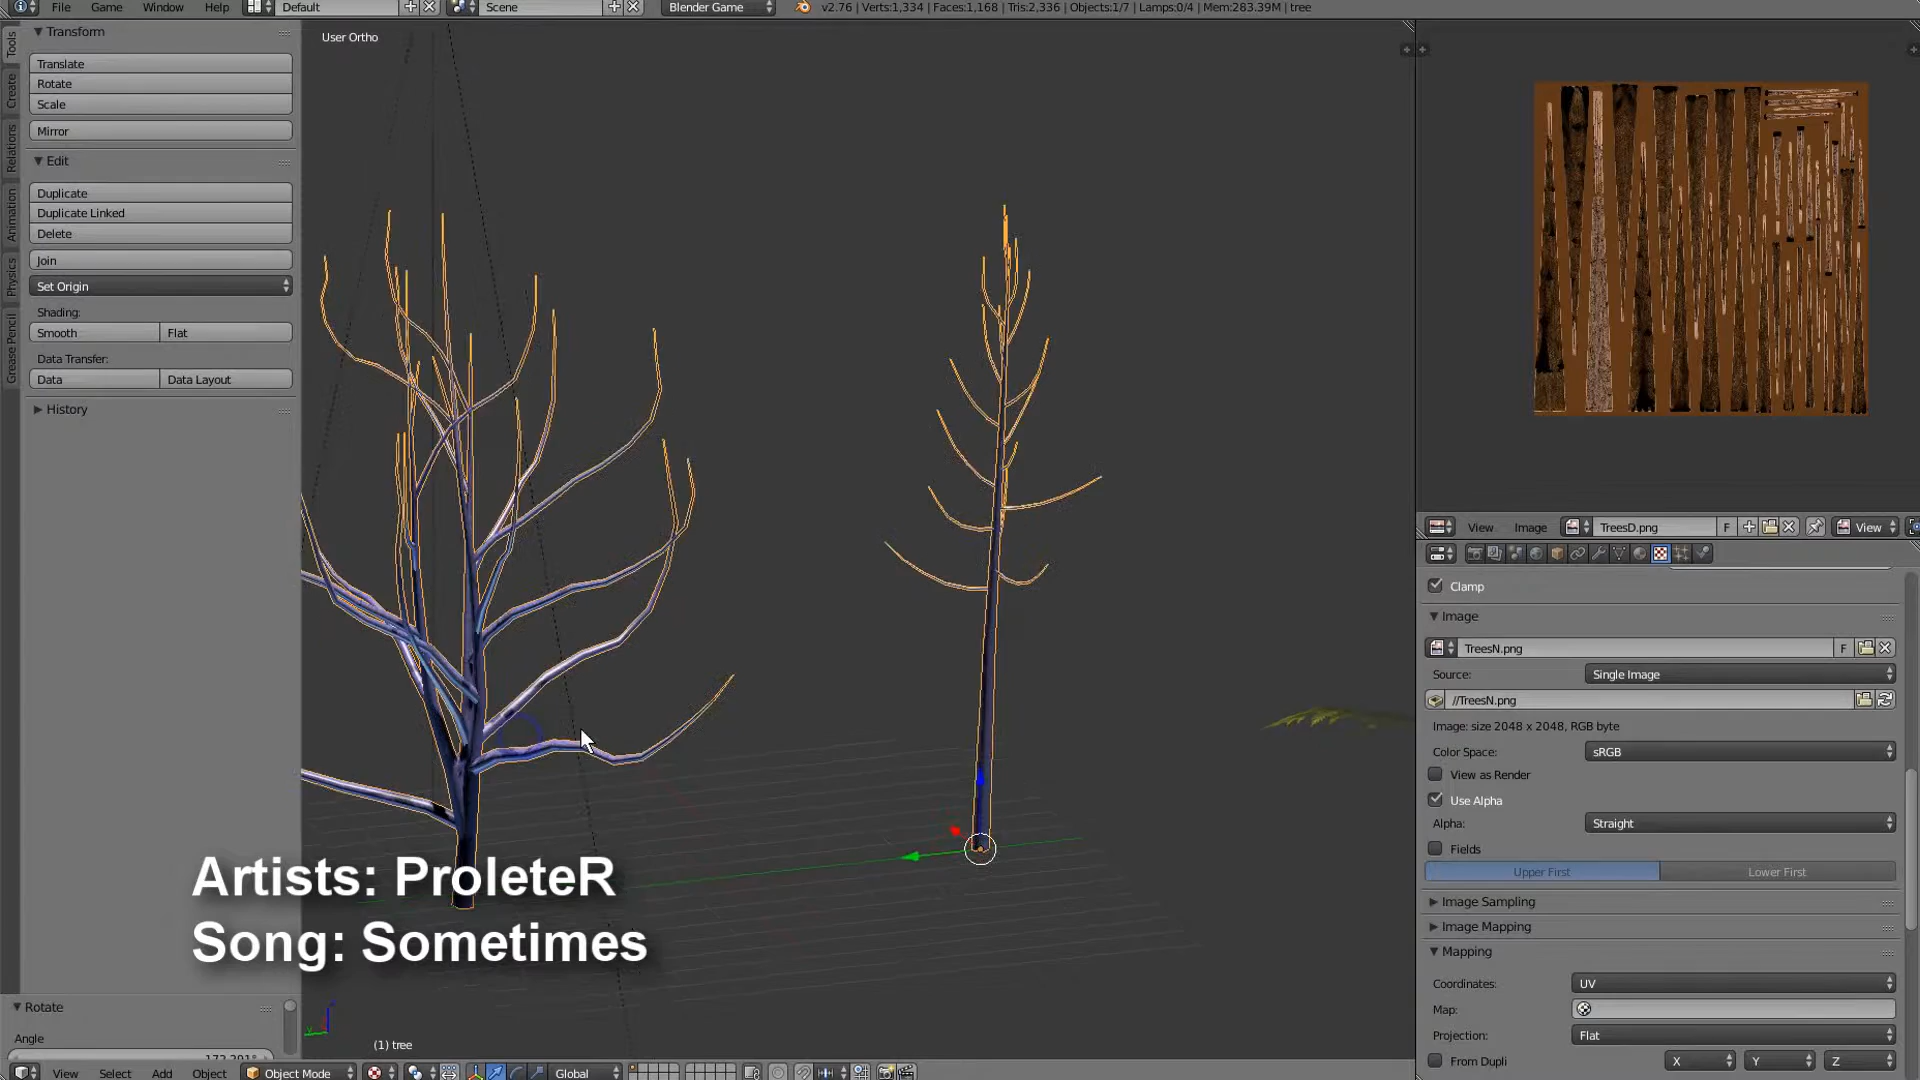 File Game Window Help Default Scene Blender Game v2.76 | Verts:1,334 | Faces:1,168 | Tris:2,336 | Objects:1/7 | Lamps:0/4 | Mem:283.39M | tree
Tools
Create
Relations
Animation
Physics
Grease Pencil
Transform
Translate
Rotate
Scale
Mirror
Edit
Duplicate
Duplicate Linked
Delete
Join
Set Origin
Shading:
Smooth Flat
Data Transfer:
Data Data Layout
History
Rotate
Angle
172.291°
User Ortho
Artists: ProleteR
Song: Sometimes
(1) tree
View Select Add Object Object Mode Global
View Image TreesD.png F View
Clamp
Image
TreesN.png F
Source: Single Image
//TreesN.png
Image: size 2048 x 2048, RGB byte
Color Space: sRGB
View as Render
Use Alpha
Alpha: Straight
Fields
Upper First Lower First
Image Sampling
Image Mapping
Mapping
Coordinates: UV
Map:
Projection: Flat
From Dupli X Y Z